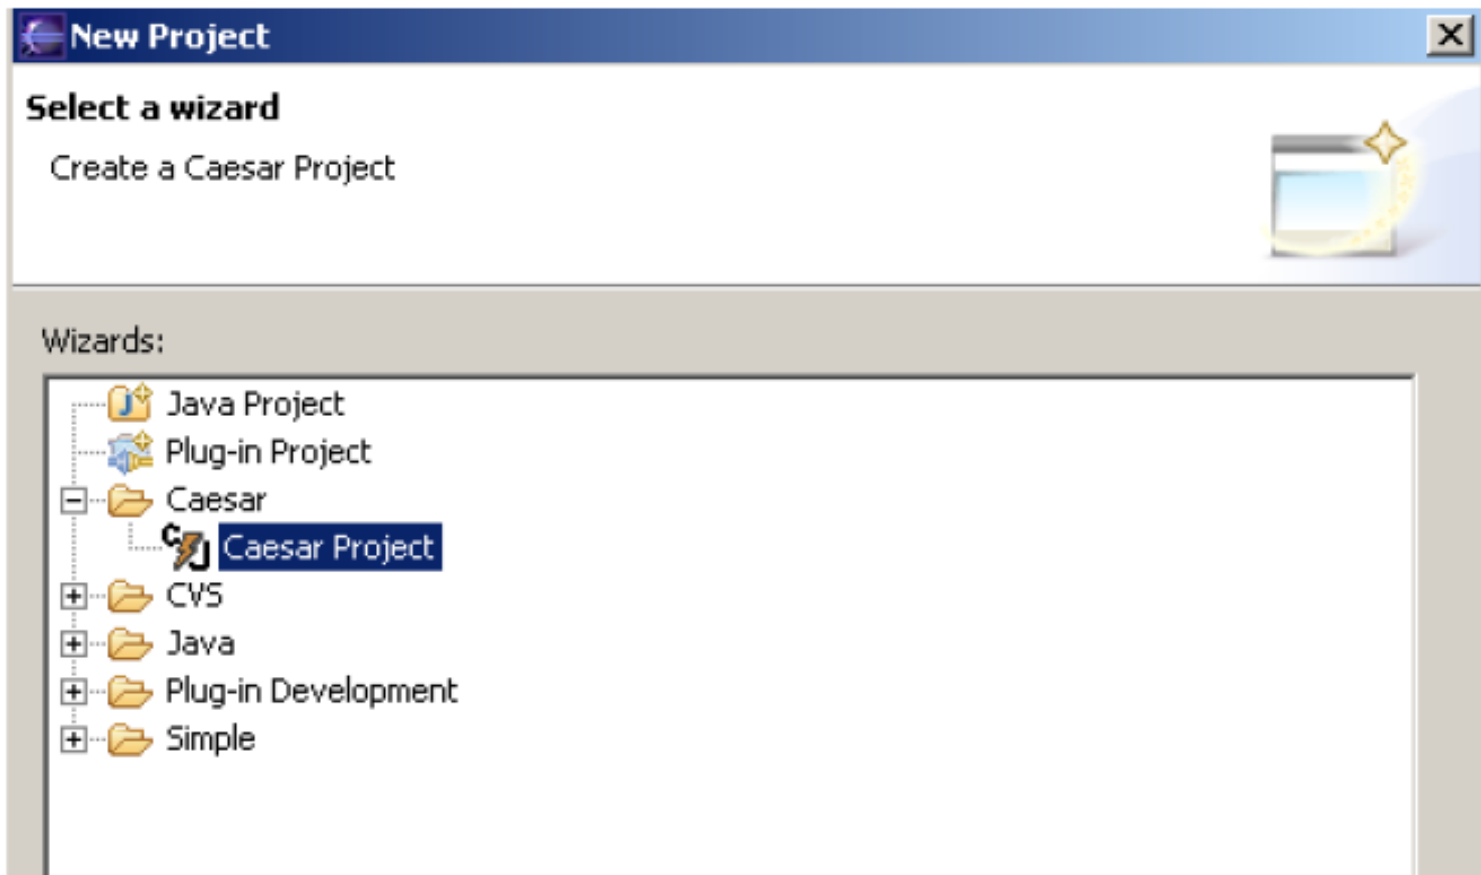 New Project
Select a wizard
Create a Caesar Project
Wizards:
Java Project
Plug-in Project
Caesar
Caesar Project
CVS
Java
Plug-in Development
Simple